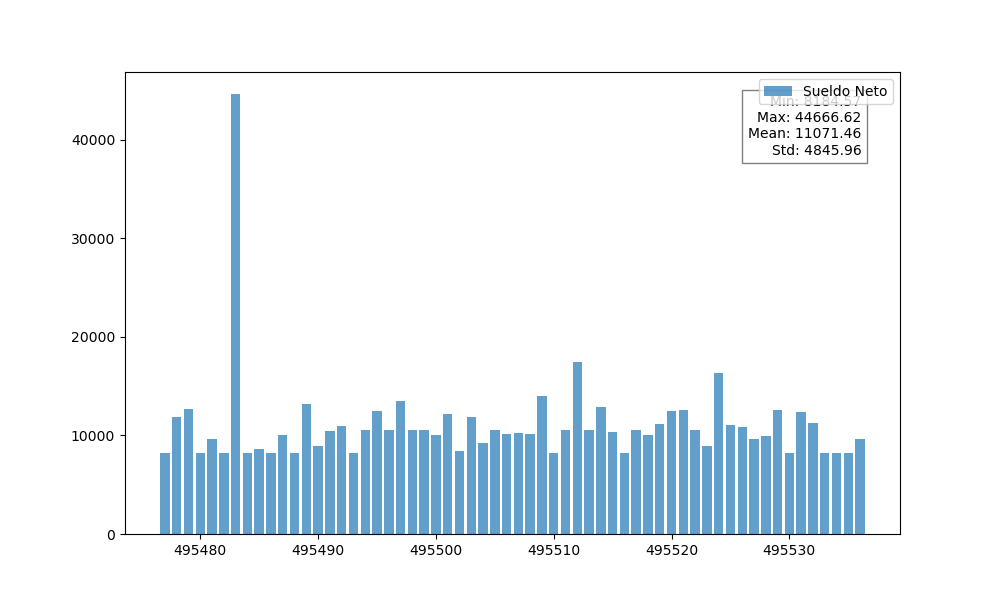 Sueldo Neto
Min: 8184.57
Max: 44666.62
Mean: 11071.46
Std: 4845.96
40000
30000
20000
10000
0
495480 495490 495500 495510 495520 495530